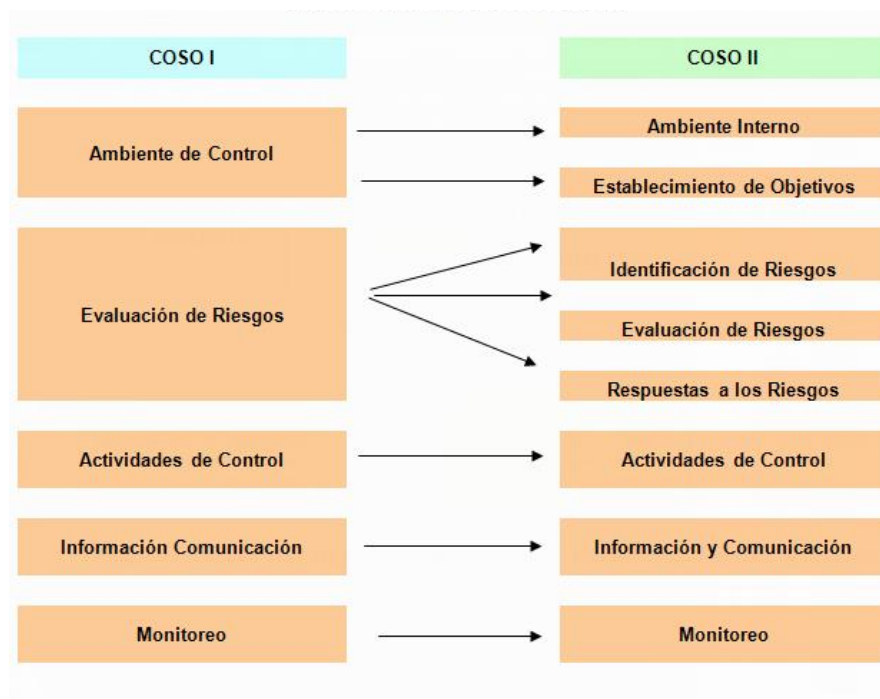 COSO I
COSO II
Ambiente de Control
Ambiente Interno
Establecimiento de Objetivos
Evaluación de Riesgos
Identificación de Riesgos
Evaluación de Riesgos
Respuestas a los Riesgos
Actividades de Control
Actividades de Control
Información Comunicación
Información y Comunicación
Monitoreo
Monitoreo